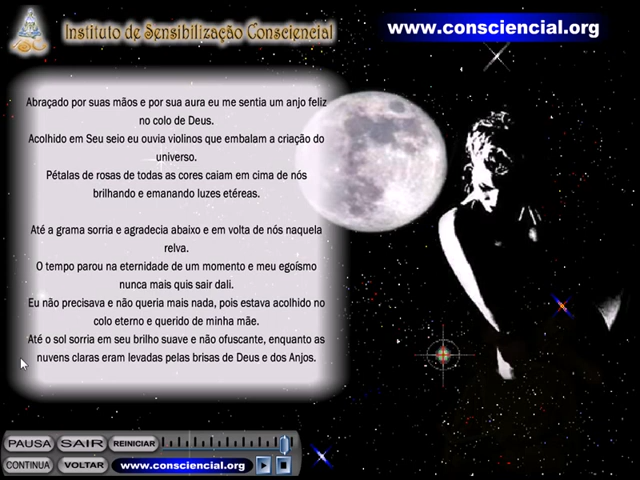 Instituto de Sensibilização Consciencial
www.consciencial.org
Abraçado por suas mãos e por sua aura eu me sentia um anjo feliz
no colo de Deus.
Acolhido em Seu seio eu ouvia violinos que embalam a criação do
universo.
Pétalas de rosas de todas as cores caiam em cima de nós
brilhando e emanando luzes etéreas.
Até a grama sorria e agradecia abaixo e em volta de nós naquela
relva.
O tempo parou na eternidade de um momento e meu egoísmo
nunca mais quis sair dali.
Eu não precisava e não queria mais nada, pois estava acolhido no
colo eterno e querido de minha mãe.
Até o sol sorria em seu brilho suave e não ofuscante, enquanto as
nuvens claras eram levadas pelas brisas de Deus e dos Anjos.
PAUSA SAIR REINICIAR
CONTINUA VOLTAR www.consciencial.org